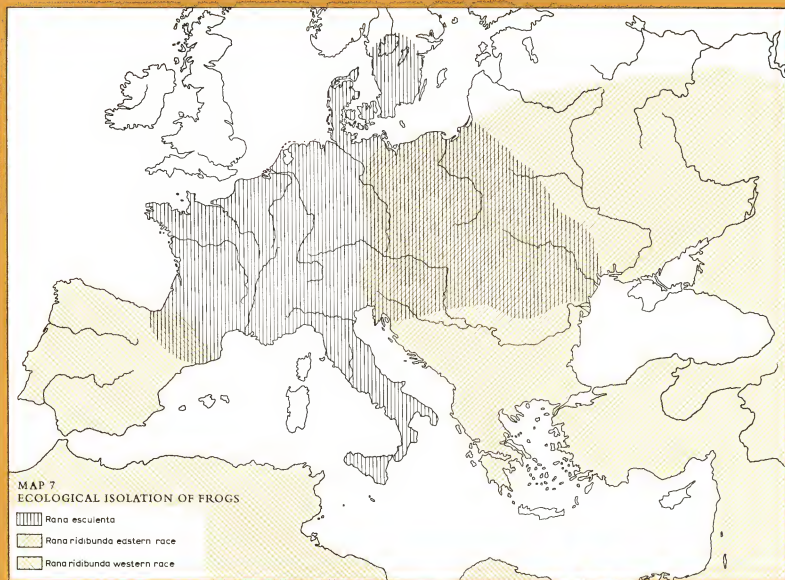 MAP 7
ECOLOGICAL ISOLATION OF FROGS
Rana esculenta
Rana ridibunda eastern race
Rana ridibunda western race